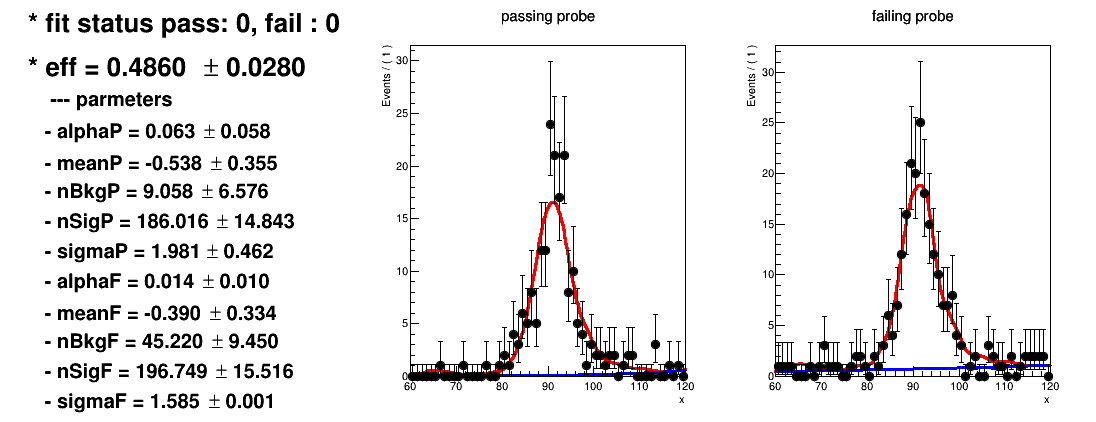 * fit status pass: 0, fail : 0
* eff = 0.4860 ± 0.0280
--- parmeters
- alphaP = 0.063 ± 0.058
- meanP = -0.538 ± 0.355
- nBkgP = 9.058 ± 6.576
- nSigP = 186.016 ± 14.843
- sigmaP = 1.981 ± 0.462
- alphaF = 0.014 ± 0.010
- meanF = -0.390 ± 0.334
- nBkgF = 45.220 ± 9.450
- nSigF = 196.749 ± 15.516
- sigmaF = 1.585 ± 0.001
passing probe
Events / ( 1 )
30
25
20
15
10
5
0
60 70 80 90 100 110 120
x
failing probe
Events / ( 1 )
30
25
20
15
10
5
0
60 70 80 90 100 110 120
x